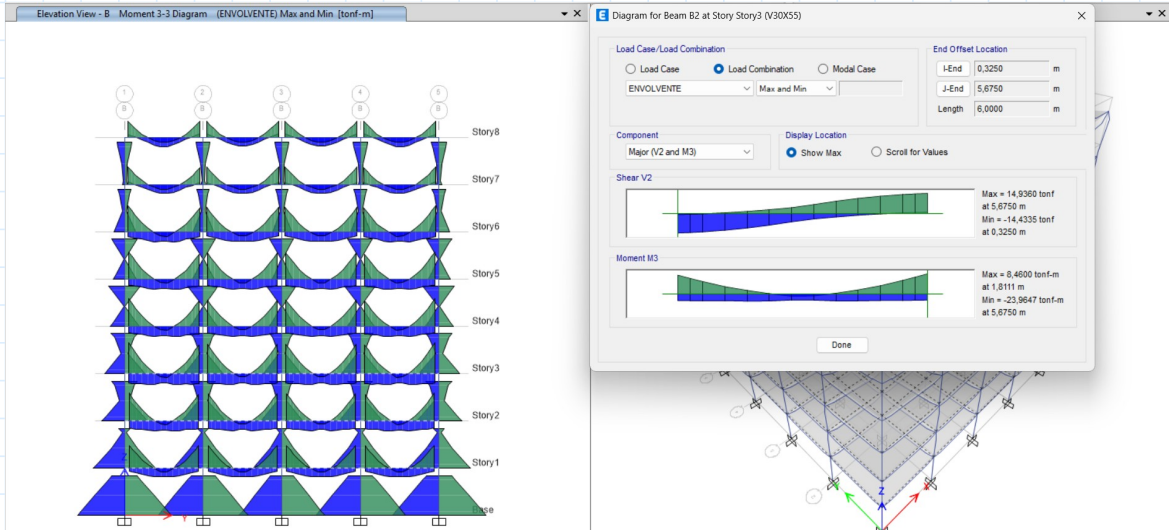 Elevation View - B Moment 3-3 Diagram (ENVOLVENTE) Max and Min [tonf-m]
1 2 3 4 5
B B B B B
Story8
Story7
Story6
Story5
Story4
Story3
Story2
Story1
Base
Y
Diagram for Beam B2 at Story Story3 (V30X55)
Load Case/Load Combination
Load Case Load Combination Modal Case
ENVOLVENTE Max and Min
End Offset Location
I-End 0,3250 m
J-End 5,6750 m
Length 6,0000 m
Component
Major (V2 and M3)
Display Location
Show Max Scroll for Values
Shear V2
Max = 14,9360 tonf
at 5,6750 m
Min = -14,4335 tonf
at 0,3250 m
Moment M3
Max = 8,4600 tonf-m
at 1,8111 m
Min = -23,9647 tonf-m
at 5,6750 m
Done
Z